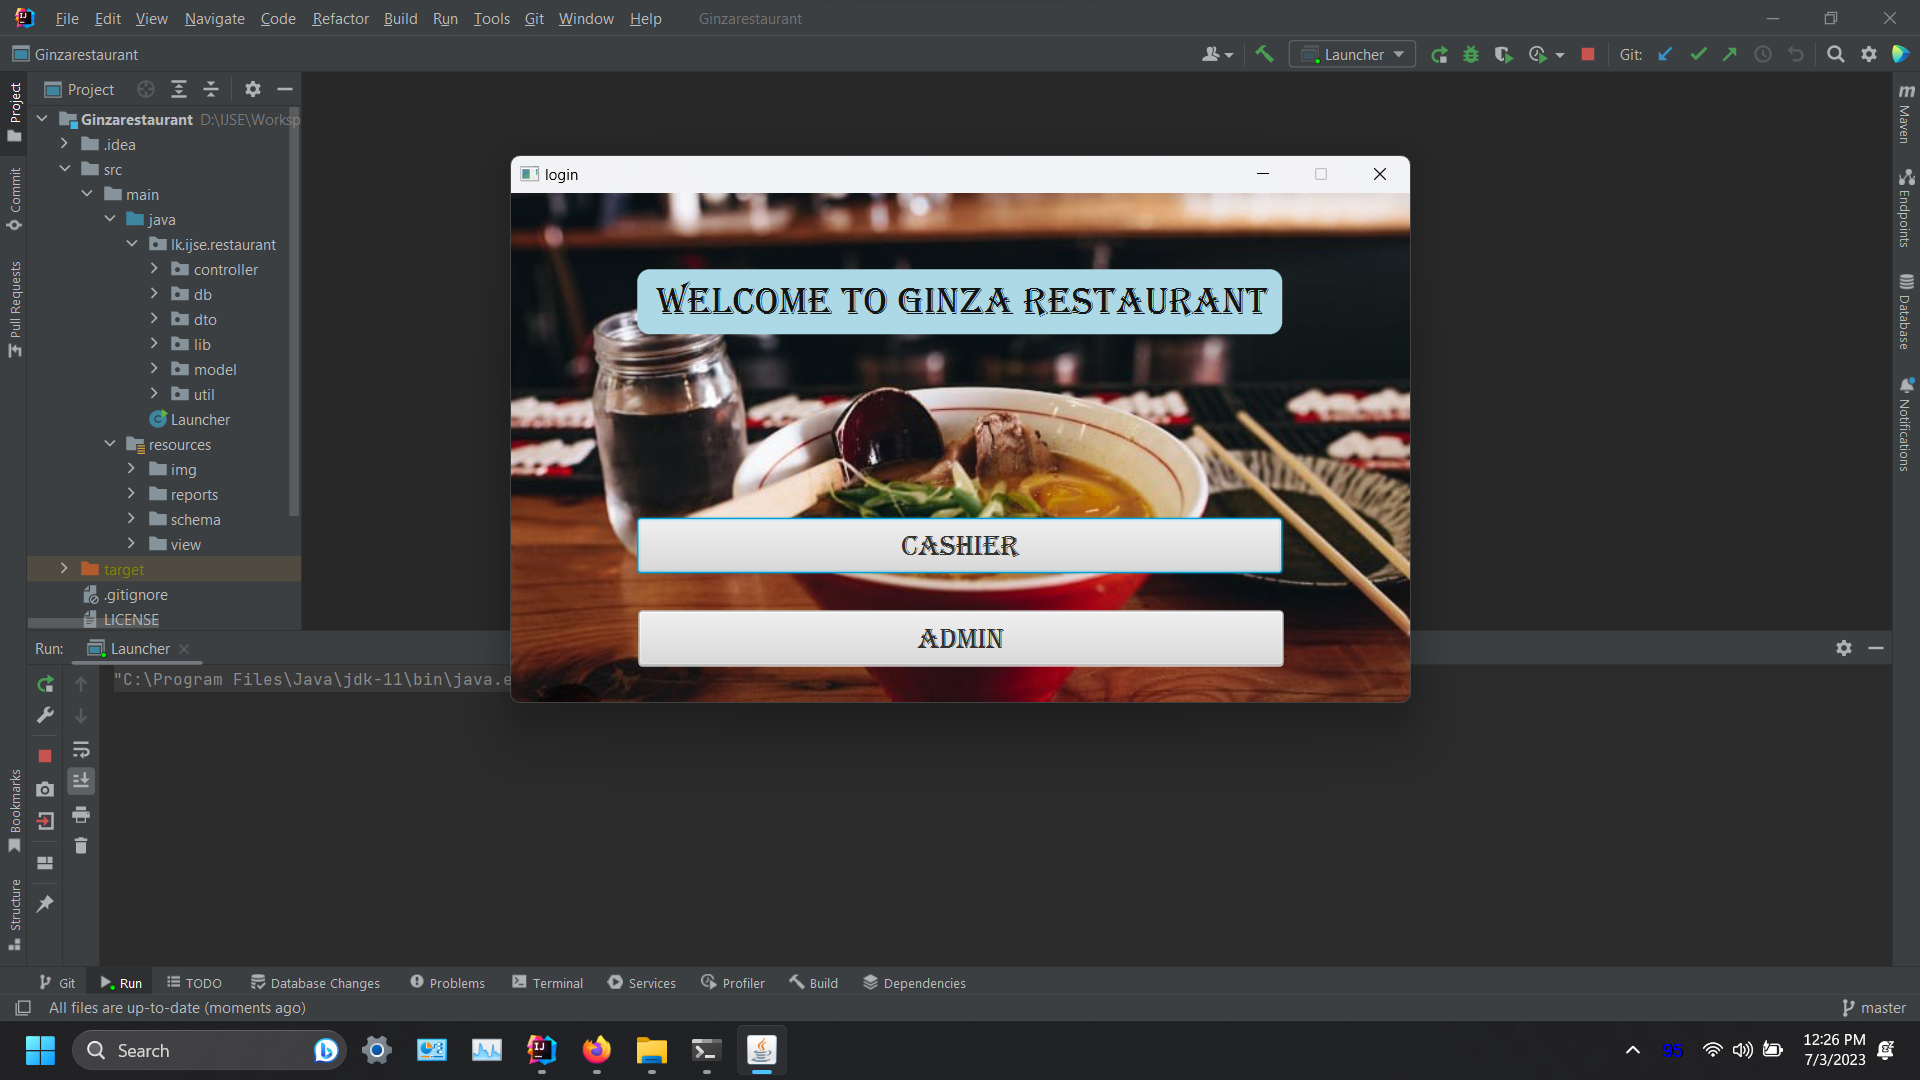 File Edit View Navigate Code Refactor Build Run Tools Git Window Help Ginzarestaurant
Ginzarestaurant
Launcher
Git:
Project
Ginzarestaurant D:\IJSE\Worksp
.idea
src
main
java
lk.ijse.restaurant
controller
db
dto
lib
model
util
Launcher
resources
img
reports
schema
view
target
.gitignore
LICENSE
Project
Commit
Pull Requests
Bookmarks
Structure
Maven
Endpoints
Database
Notifications
login
WELCOME TO GINZA RESTAURANT
CASHIER
ADMIN
Run: Launcher
"C:\Program Files\Java\jdk-11\bin\java.e
Git Run TODO Database Changes Problems Terminal Services Profiler Build Dependencies
All files are up-to-date (moments ago)
master
Search
95
12:26 PM
7/3/2023